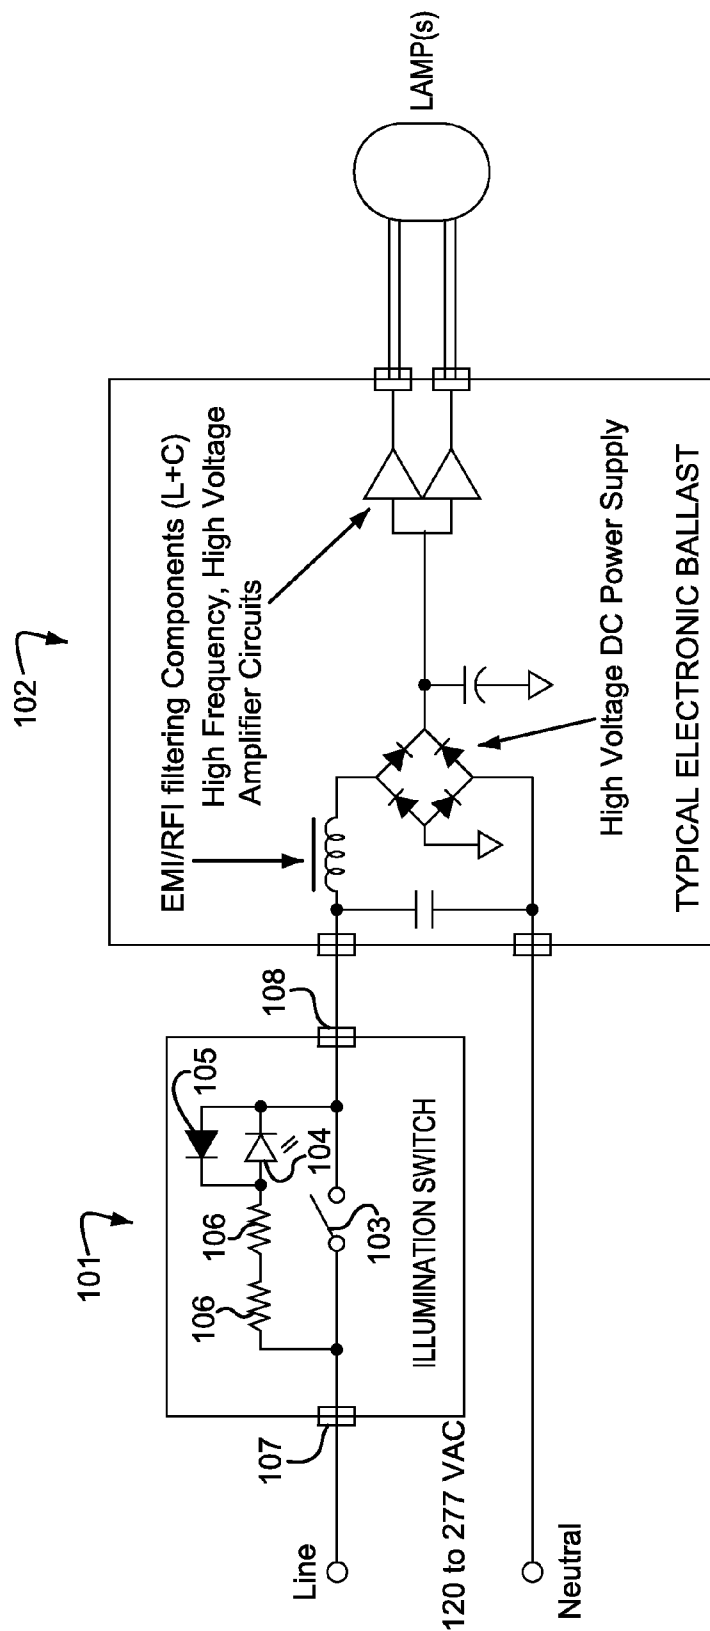 102
EMI/RFI filtering Components (L+C)
High Frequency, High Voltage
Amplifier Circuits
LAMP(s)
High Voltage DC Power Supply
TYPICAL ELECTRONIC BALLAST
101
105
104
106
106
103
108
107
ILLUMINATION SWITCH
Line
120 to 277 VAC
Neutral